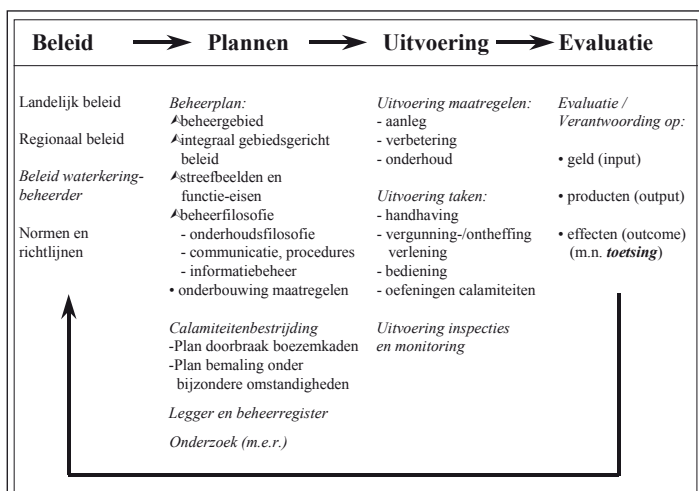 Beleid
Plannen
Uitvoering
Evaluatie
Landelijk beleid
Regionaal beleid
Beleid waterkering-
beheerder
Normen en
richtlijnen
Beheerplan:
beheergebied
integraal gebiedsgericht
beleid
streefbeelden en
functie-eisen
beheerfilosofie
- onderhoudsfilosofie
- communicatie, procedures
- informatiebeheer
• onderbouwing maatregelen
Calamiteitenbestrijding
-Plan doorbraak boezemkaden
-Plan bemaling onder
bijzondere omstandigheden
Legger en beheerregister
Onderzoek (m.e.r.)
Uitvoering maatregelen:
- aanleg
- verbetering
- onderhoud
Uitvoering taken:
- handhaving
- vergunning-/ontheffing
verlening
- bediening
- oefeningen calamiteiten
Uitvoering inspecties
en monitoring
Evaluatie /
Verantwoording op:
• geld (input)
• producten (output)
• effecten (outcome)
(m.n. toetsing)